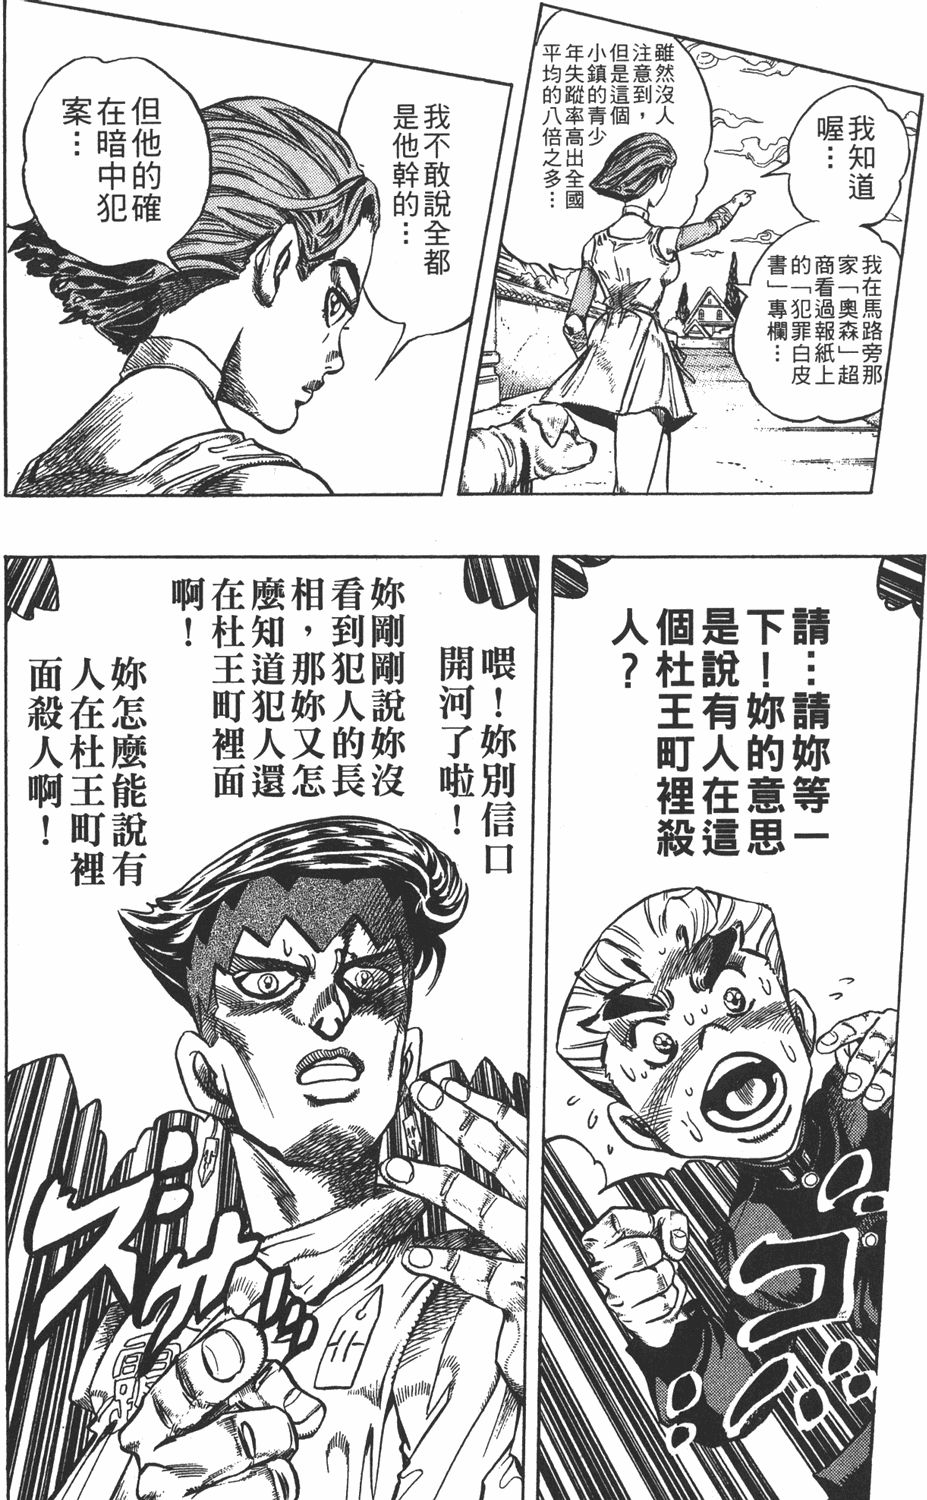 我知道
喔…
我在馬路旁那
家「奧森」超
商看過報紙上
的「犯罪白皮
書」專欄…
雖然沒人
注意到，
但是這個
小鎮的青少
年失蹤率高出全國
平均的八倍之多…
我不敢說全都
是他幹的…
但他的確
在暗中犯
案…
請…請妳等一
下！妳的意思
是說有人在這
個杜王町裡殺
人？
ゴゴゴ
喂！妳別信口
開河了啦！
妳剛剛說妳沒
看到犯人的長
相，那妳又怎
麼知道犯人還
在杜王町裡面
啊！
妳怎麼能說有
人在杜王町裡
面殺人啊！